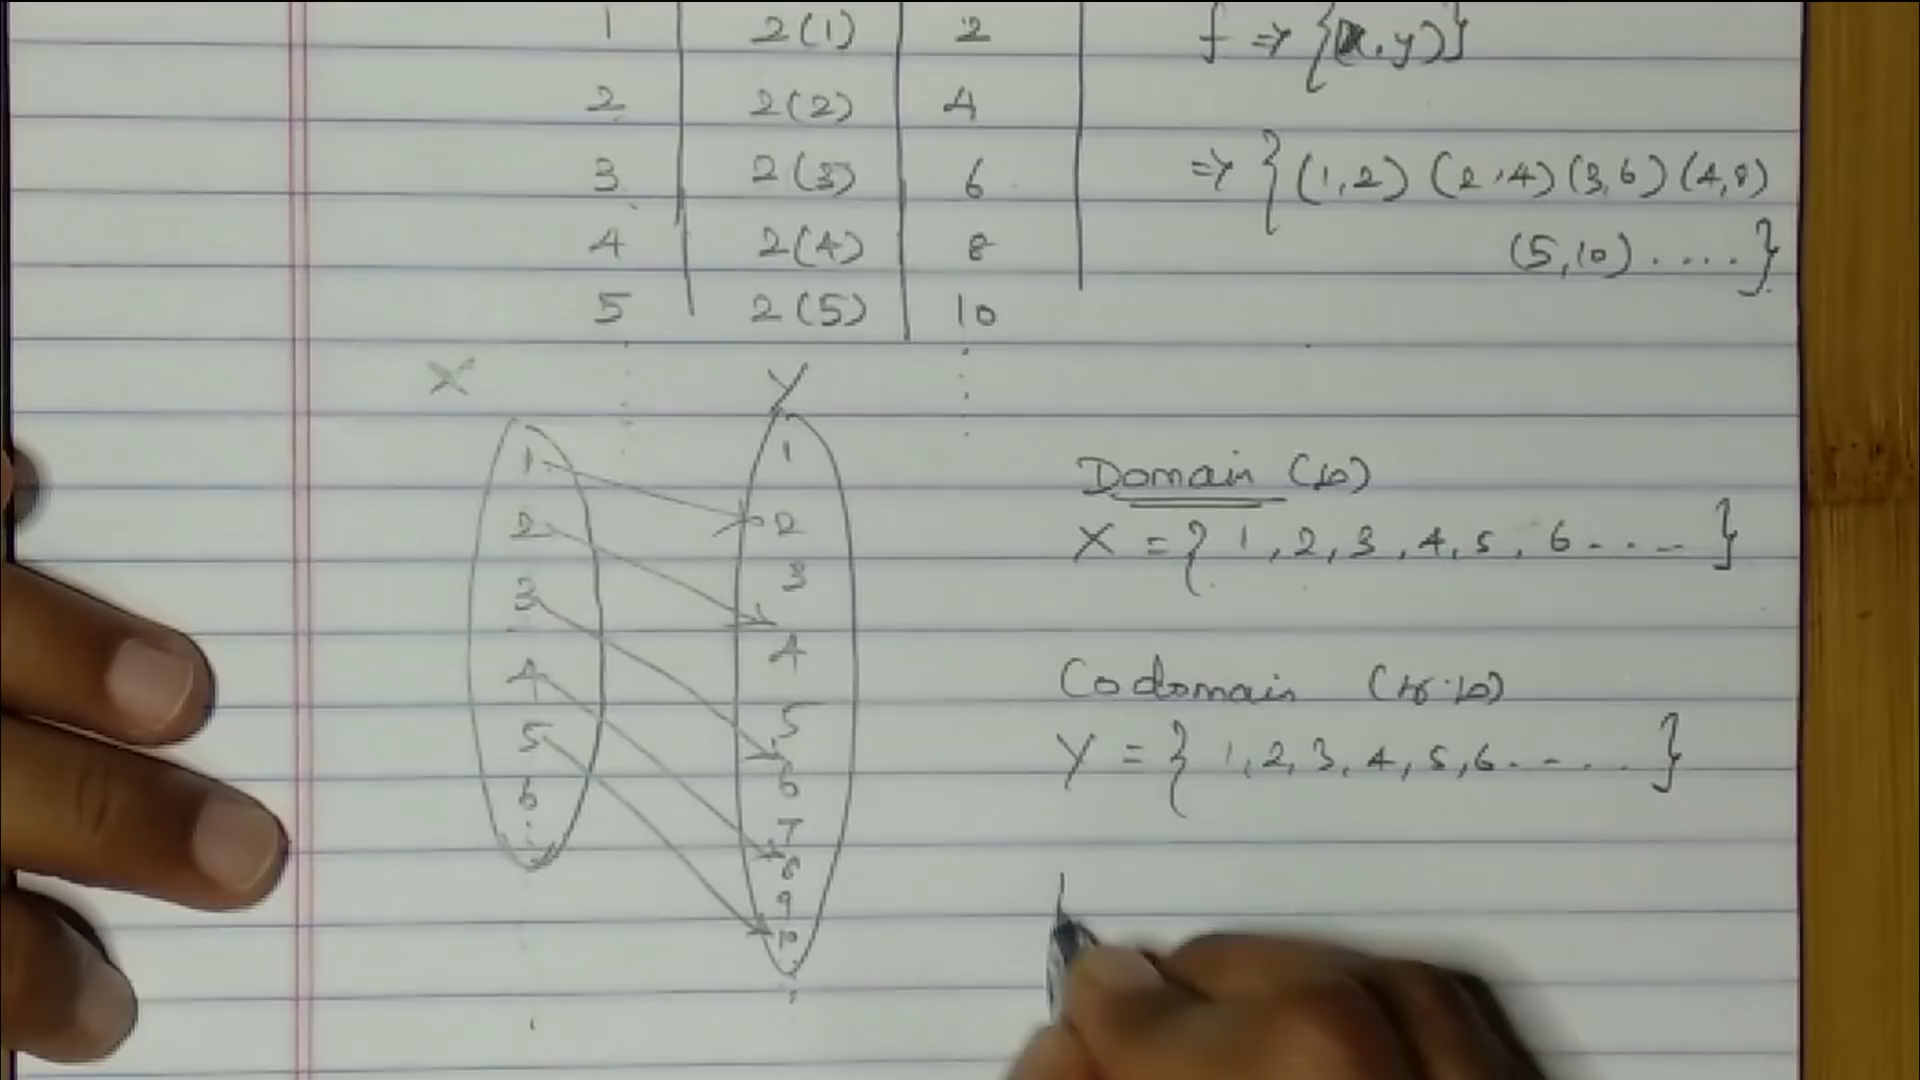 1 2(1) 2
2 2(2) 4
3 2(3) 6
4 2(4) 8
5 2(5) 10
f => {(x,y)}
=> { (1,2) (2,4) (3,6) (4,8)
(5,10) ..... }
X Y
1 1
2 2
3 3
4 4
5 5
6 6
7
8
9
Domain
X = { 1, 2, 3, 4, 5, 6 .... }
Codomain
Y = { 1, 2, 3, 4, 5, 6 ..... }